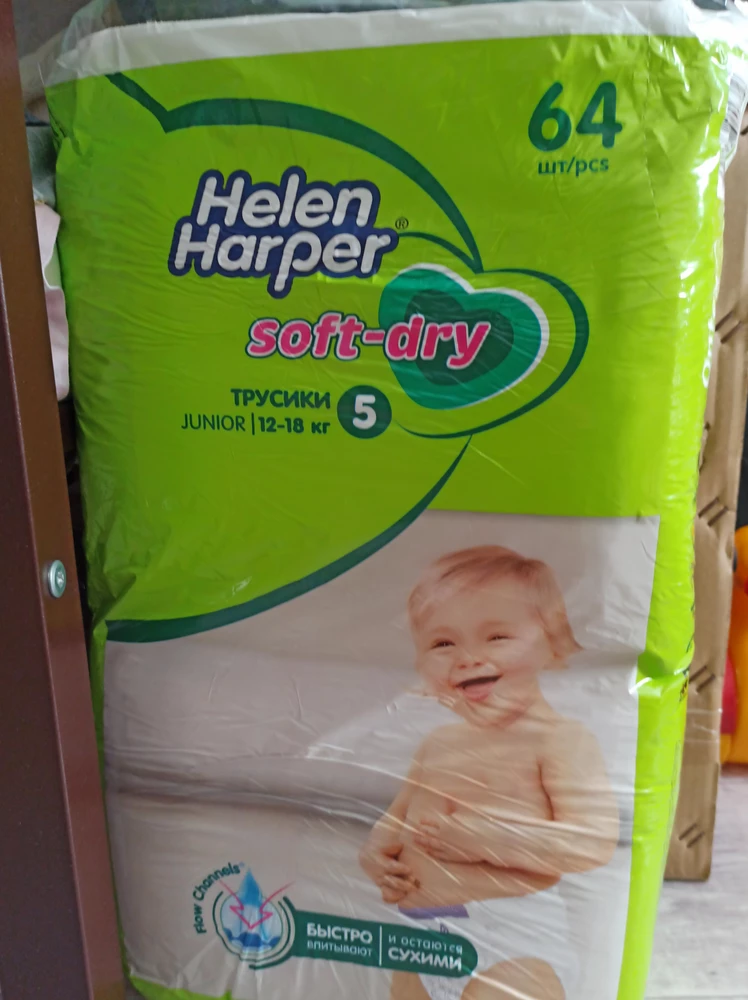 64
шт/pcs
Helen
Harper®
soft-dry
ТРУСИКИ
JUNIOR | 12-18 кг
5
Flow Channels
БЫСТРО
ВПИТЫВАЮТ
И ОСТАЮТСЯ
СУХИМИ